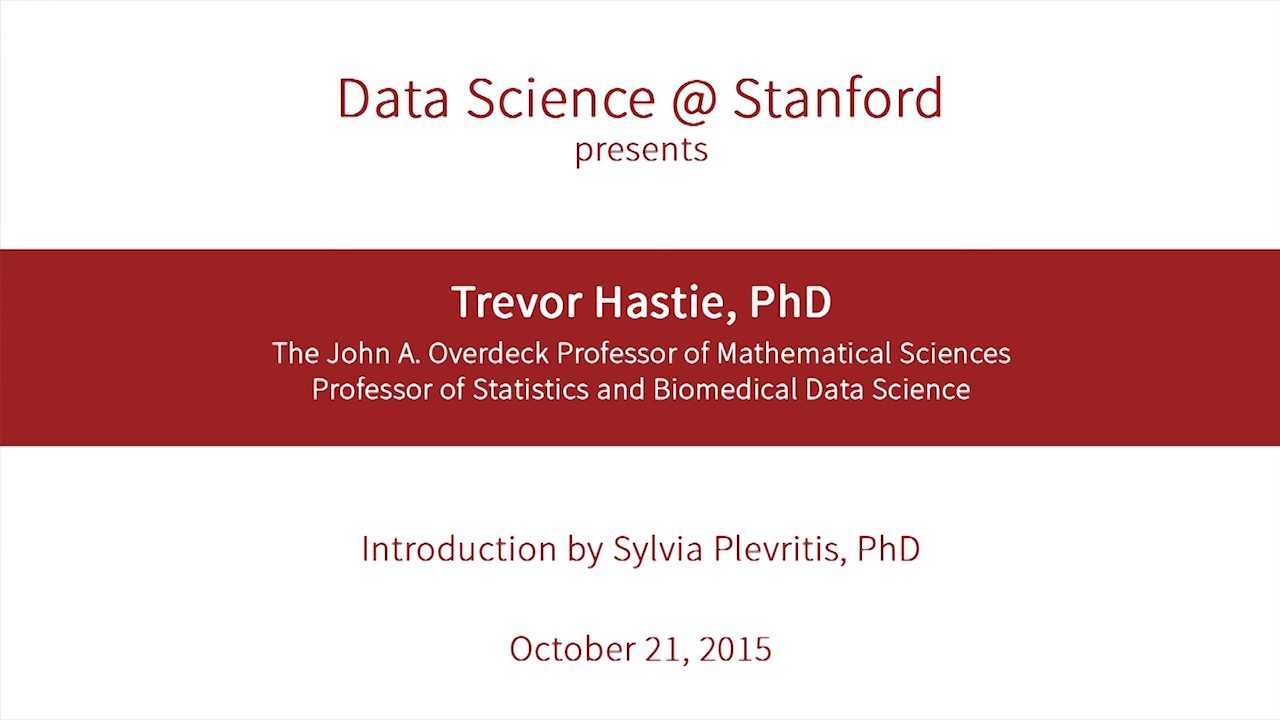 Data Science @ Stanford
presents
Trevor Hastie, PhD
The John A. Overdeck Professor of Mathematical Sciences
Professor of Statistics and Biomedical Data Science
Introduction by Sylvia Plevritis, PhD
October 21, 2015